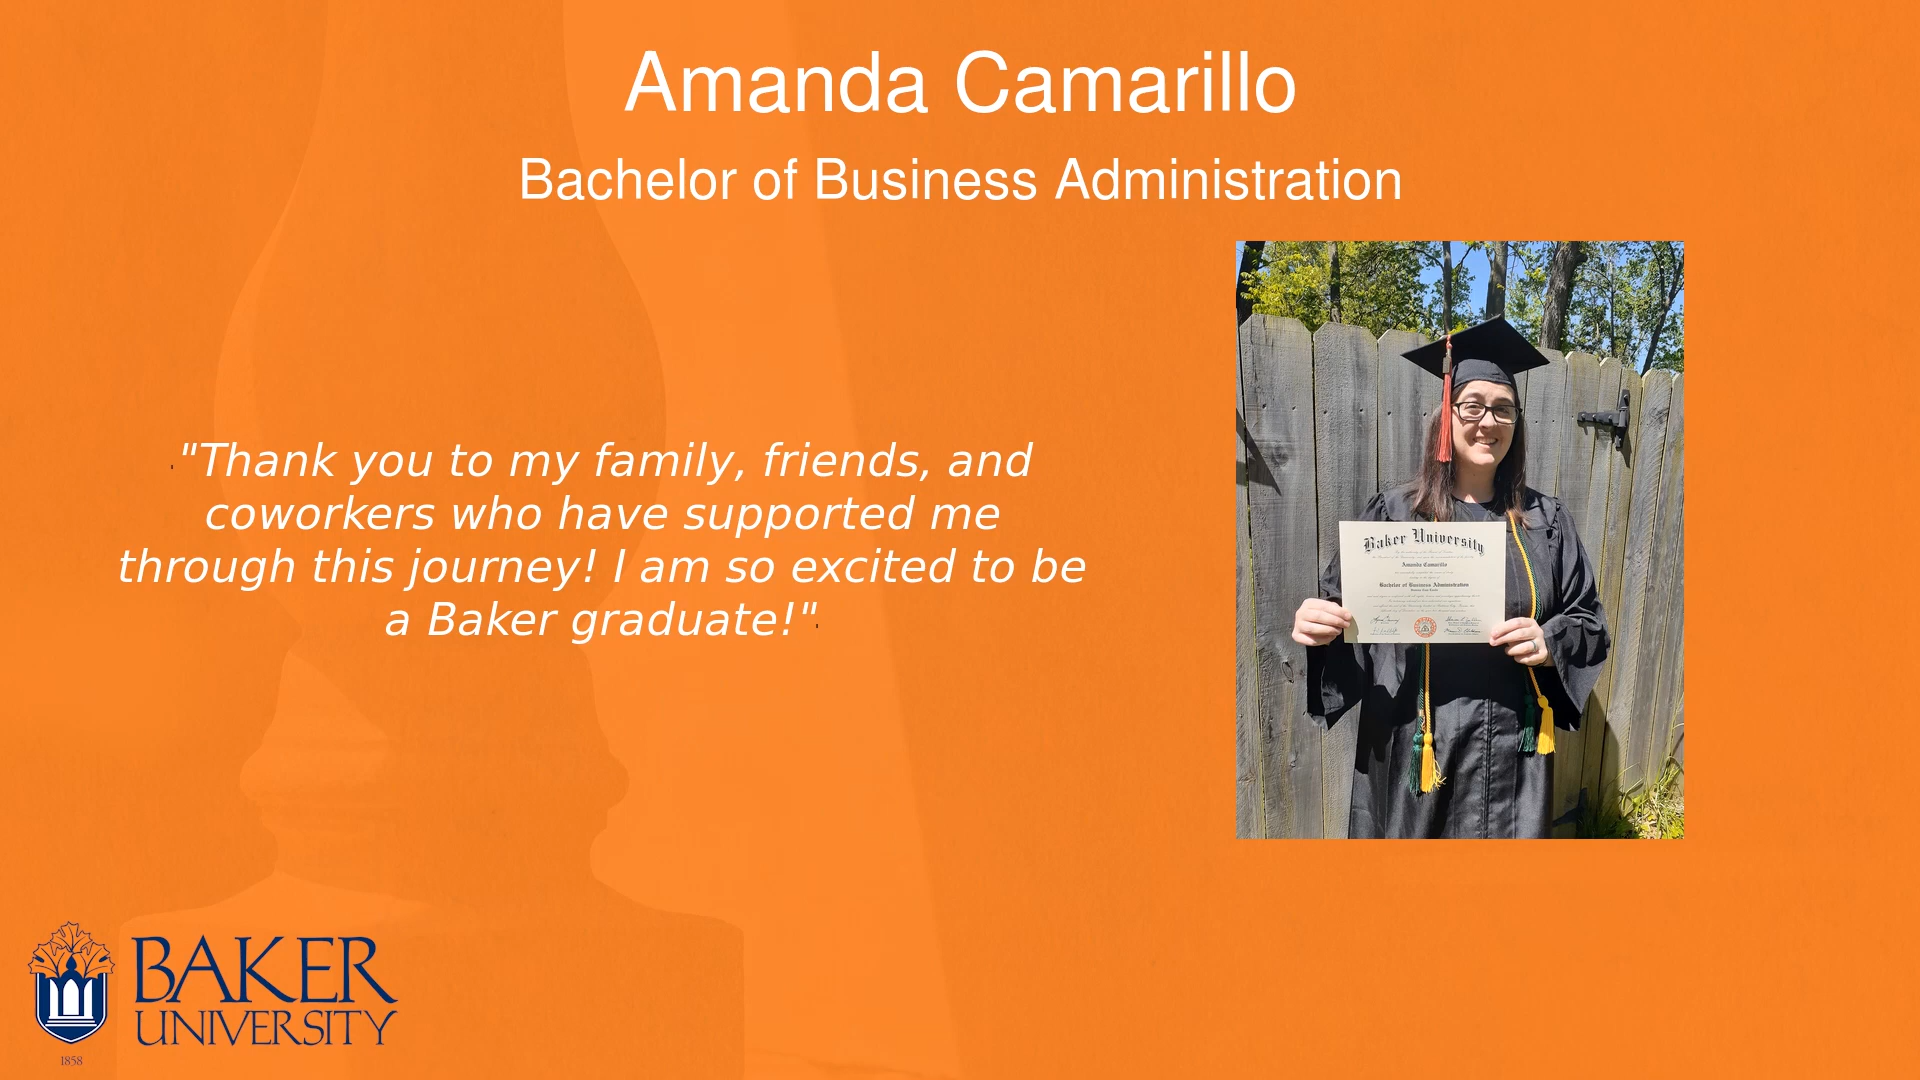 Amanda Camarillo
Bachelor of Business Administration
"Thank you to my family, friends, and
coworkers who have supported me
through this journey! I am so excited to be
a Baker graduate!"
Baker University
Amanda Camarillo
Bachelor of Business Administration
BAKER
UNIVERSITY
1858